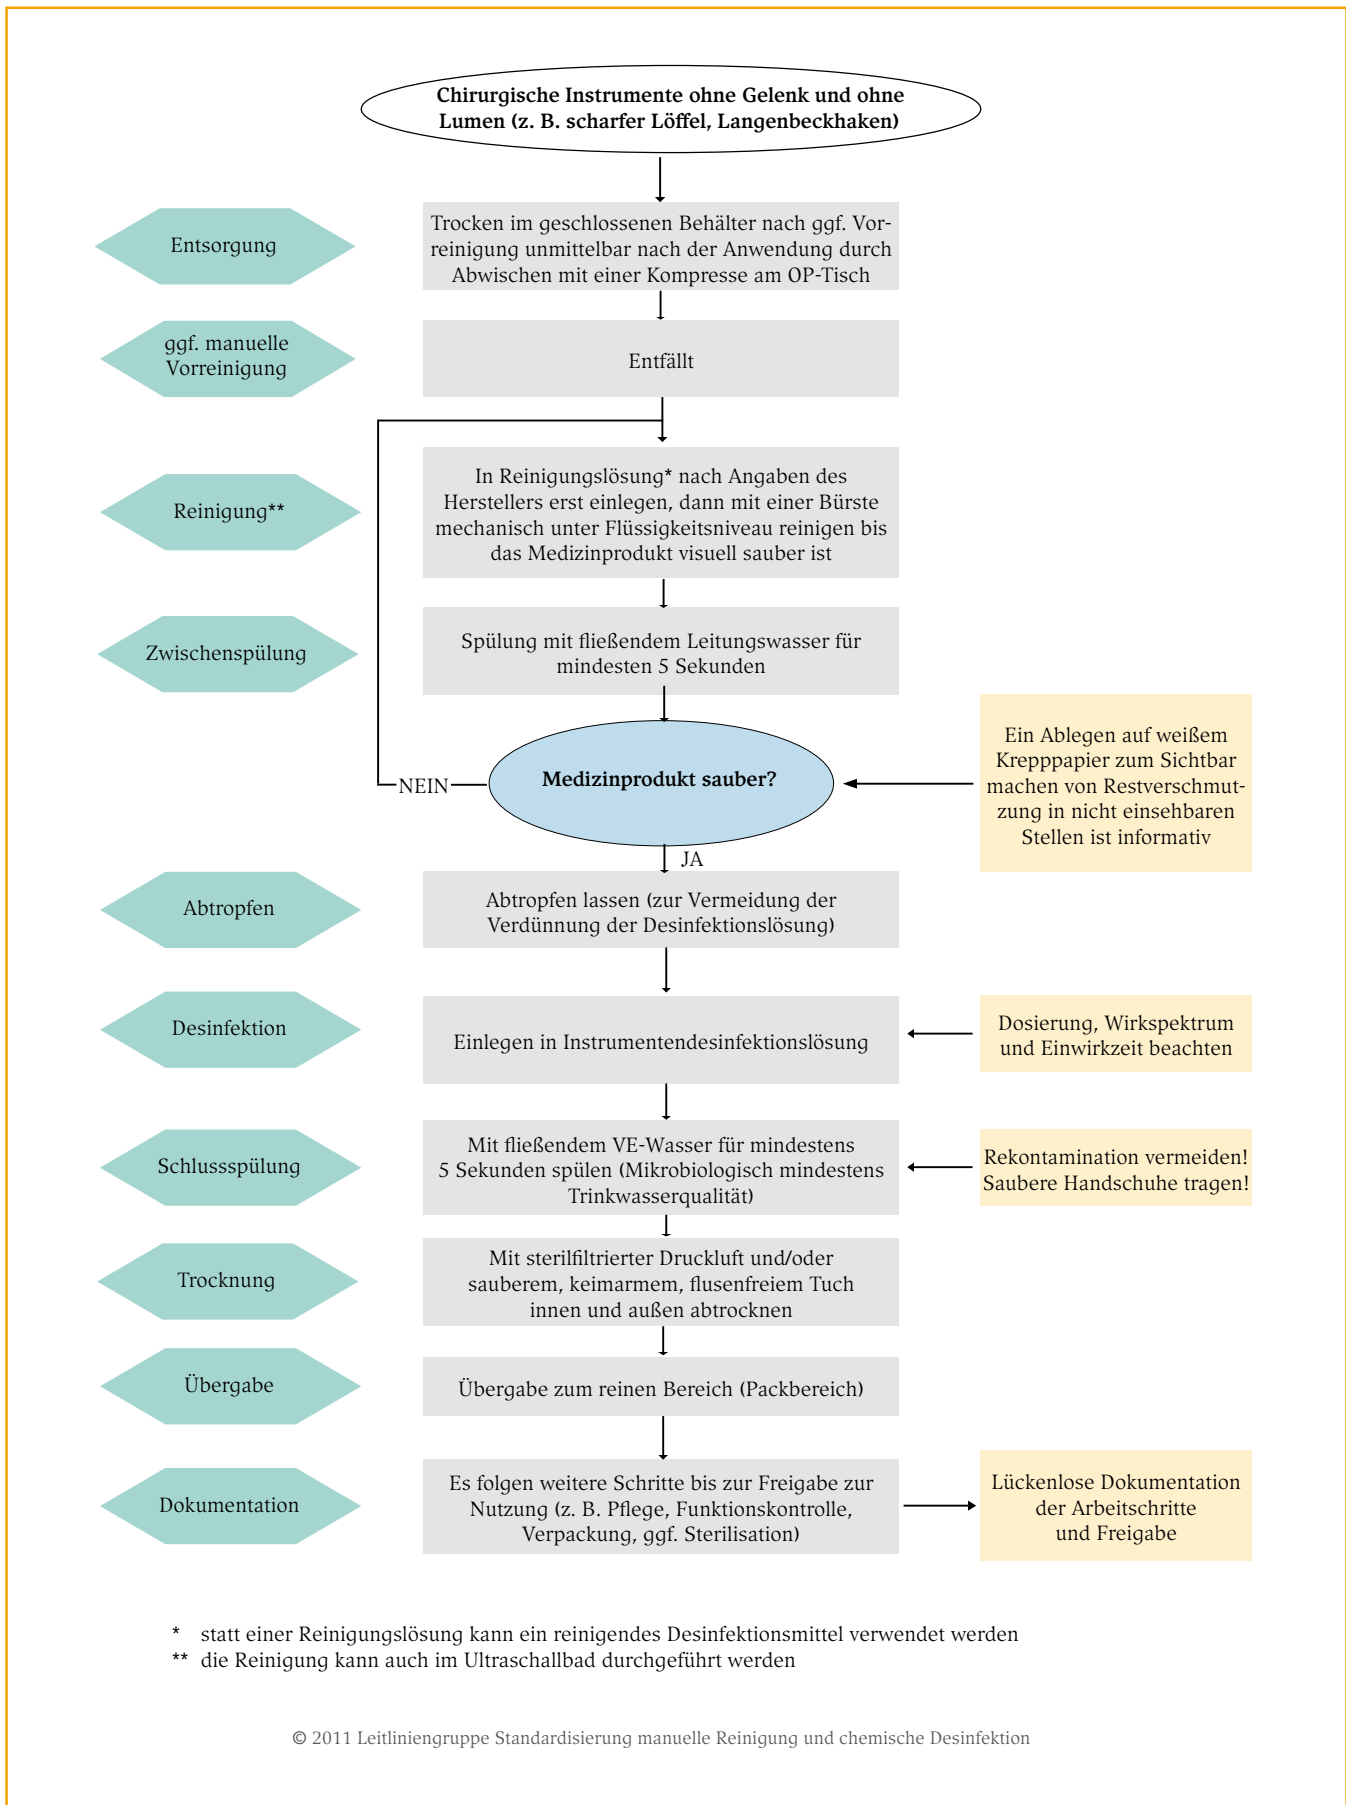 Chirurgische Instrumente ohne Gelenk und ohne
Lumen (z. B. scharfer Löffel, Langenbeckhaken)
Entsorgung
Trocken im geschlossenen Behälter nach ggf. Vor-
reinigung unmittelbar nach der Anwendung durch
Abwischen mit einer Kompresse am OP-Tisch
ggf. manuelle
Vorreinigung
Entfällt
Reinigung**
In Reinigungslösung* nach Angaben des
Herstellers erst einlegen, dann mit einer Bürste
mechanisch unter Flüssigkeitsniveau reinigen bis
das Medizinprodukt visuell sauber ist
Zwischenspülung
Spülung mit fließendem Leitungswasser für
mindesten 5 Sekunden
Medizinprodukt sauber?
NEIN
Ein Ablegen auf weißem
Krepppapier zum Sichtbar
machen von Restverschmut-
zung in nicht einsehbaren
Stellen ist informativ
JA
Abtropfen
Abtropfen lassen (zur Vermeidung der
Verdünnung der Desinfektionslösung)
Desinfektion
Einlegen in Instrumentendesinfektionslösung
Dosierung, Wirkspektrum
und Einwirkzeit beachten
Schlussspülung
Mit fließendem VE-Wasser für mindestens
5 Sekunden spülen (Mikrobiologisch mindestens
Trinkwasserqualität)
Rekontamination vermeiden!
Saubere Handschuhe tragen!
Trocknung
Mit sterilfiltrierter Druckluft und/oder
sauberem, keimarmem, flusenfreiem Tuch
innen und außen abtrocknen
Übergabe
Übergabe zum reinen Bereich (Packbereich)
Dokumentation
Es folgen weitere Schritte bis zur Freigabe zur
Nutzung (z. B. Pflege, Funktionskontrolle,
Verpackung, ggf. Sterilisation)
Lückenlose Dokumentation
der Arbeitschritte
und Freigabe
* statt einer Reinigungslösung kann ein reinigendes Desinfektionsmittel verwendet werden
** die Reinigung kann auch im Ultraschallbad durchgeführt werden
© 2011 Leitliniengruppe Standardisierung manuelle Reinigung und chemische Desinfektion